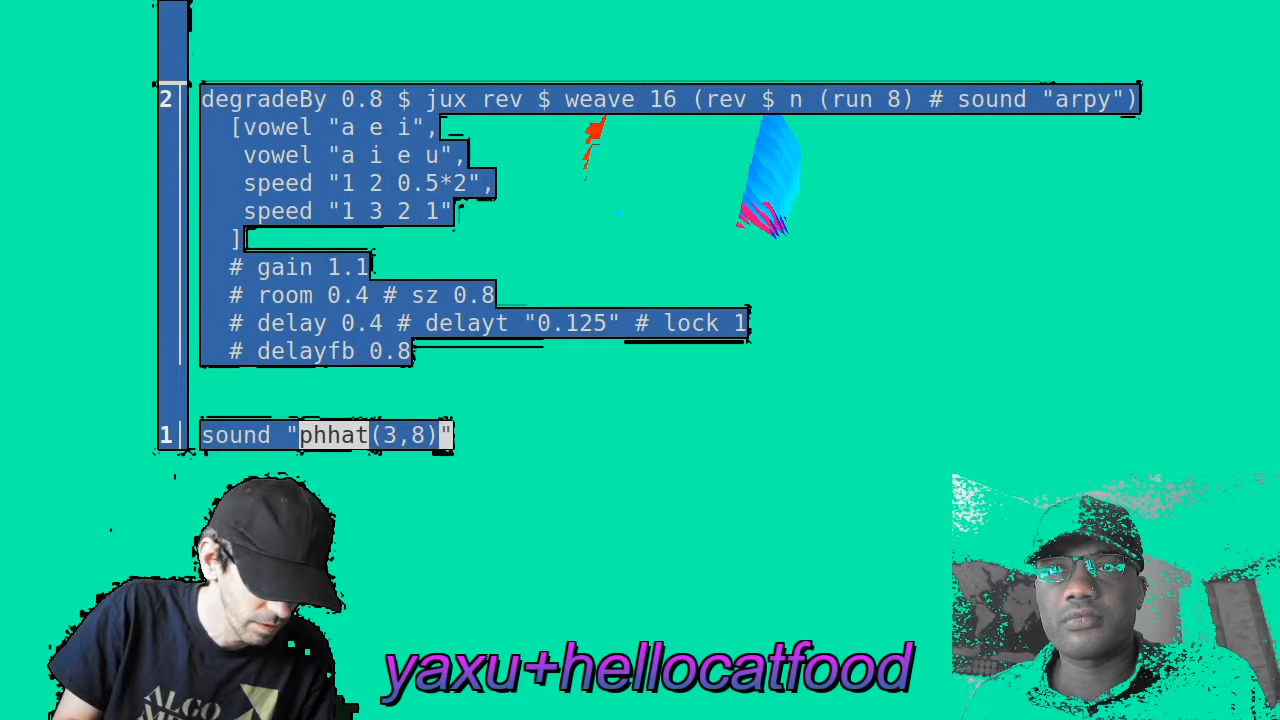 2 degradeBy 0.8 $ jux rev $ weave 16 (rev $ n (run 8) # sound "arpy")
[vowel "a e i",
vowel "a i e u",
speed "1 2 0.5*2",
speed "1 3 2 1"
]
# gain 1.1
# room 0.4 # sz 0.8
# delay 0.4 # delayt "0.125" # lock 1
# delayfb 0.8
1 sound "phhat(3,8)"
ALGO
yaxu+hellocatfood